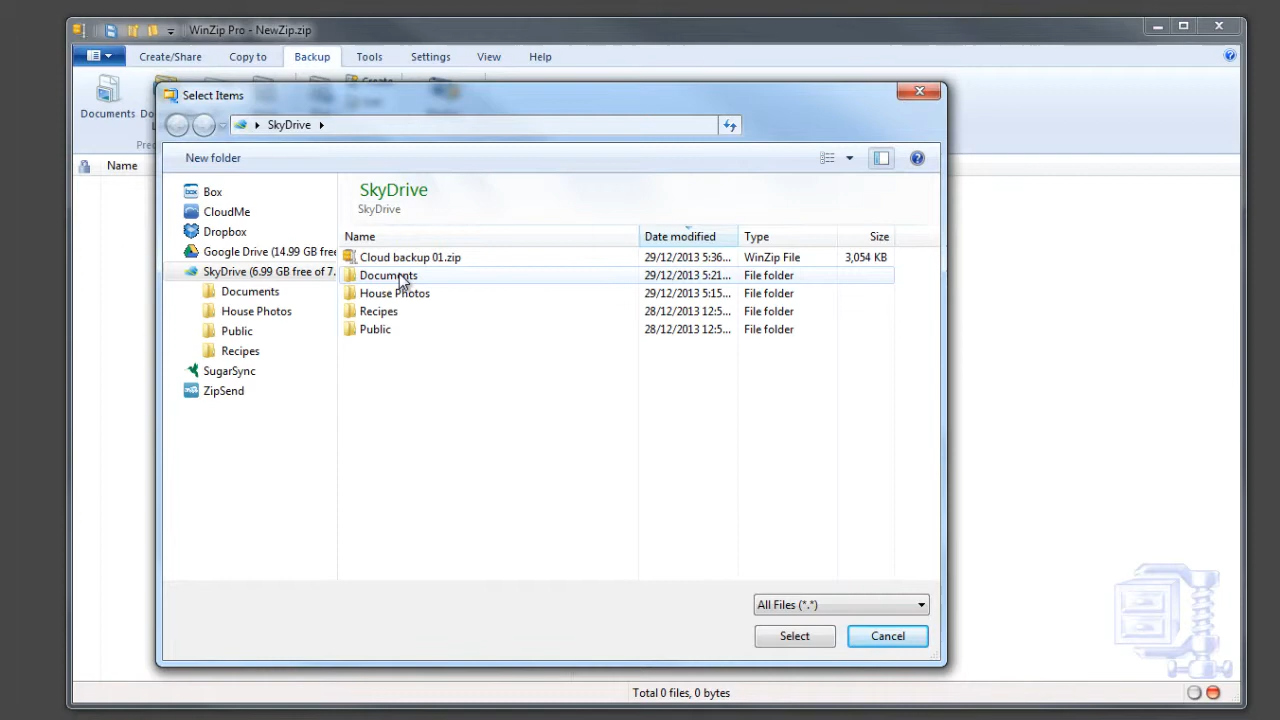 WinZip Pro - NewZip.zip
Create/Share Copy to Backup Tools Settings View Help
Documents
Create
Select Items
SkyDrive
New folder
Name
Box
CloudMe
Dropbox
Google Drive (14.99 GB free
SkyDrive (6.99 GB free of 7.
Documents
House Photos
Public
Recipes
SugarSync
ZipSend
SkyDrive
SkyDrive
Name Date modified Type Size
Cloud backup 01.zip 29/12/2013 5:36... WinZip File 3,054 KB
Documents 29/12/2013 5:21... File folder
House Photos 29/12/2013 5:15... File folder
Recipes 28/12/2013 12:5... File folder
Public 28/12/2013 12:5... File folder
All Files (*.*)
Select Cancel
Total 0 files, 0 bytes